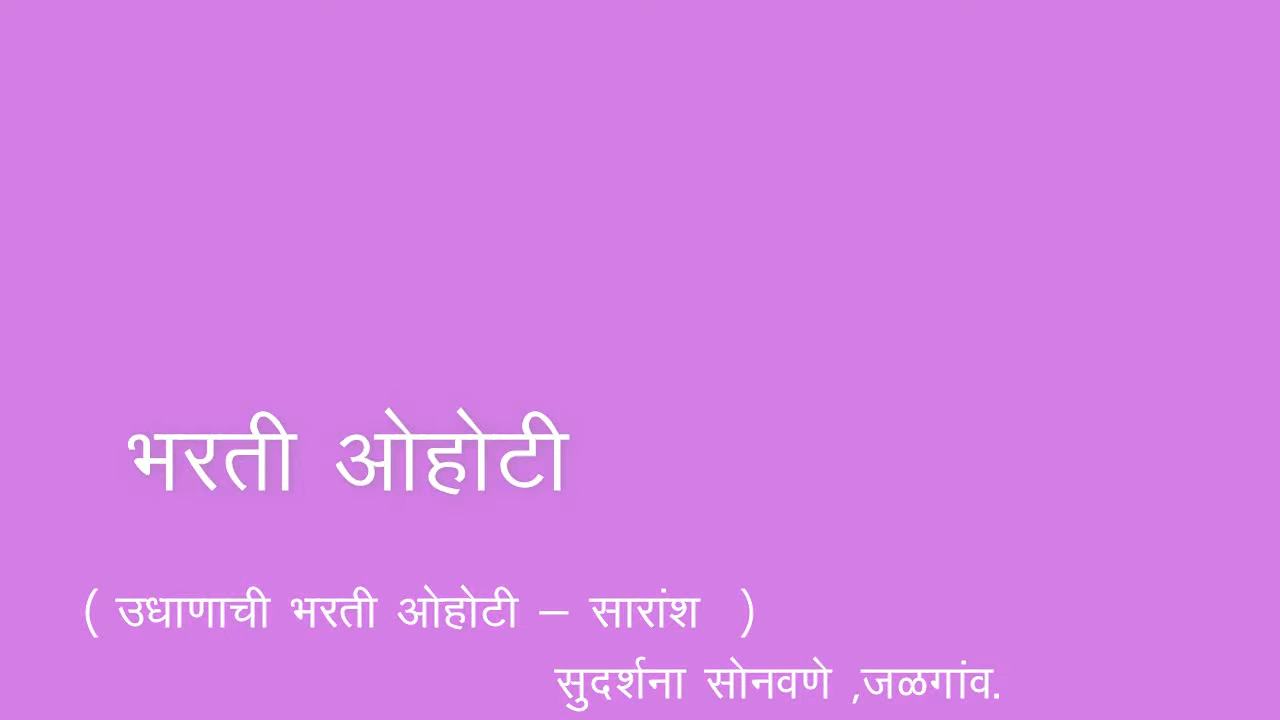 भरती ओहोटी
( उधाणाची भरती ओहोटी – सारांश )
सुदर्शना सोनवणे ,जळगांव.